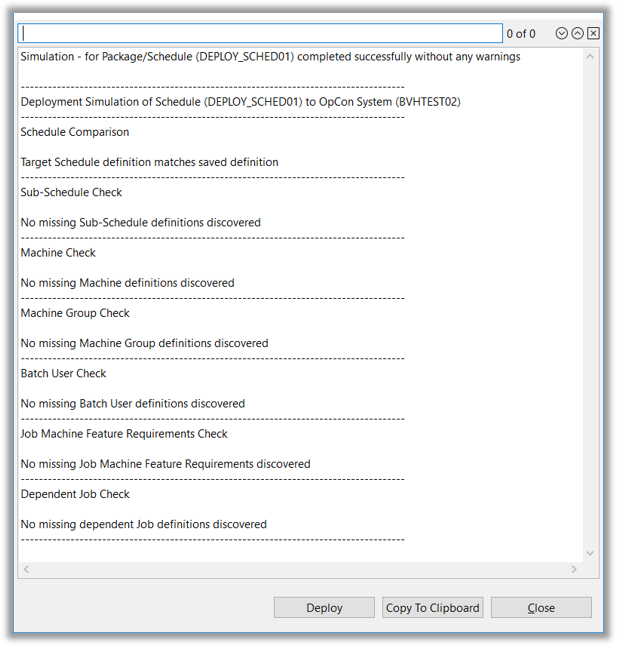 0 of 0
Simulation - for Package/Schedule (DEPLOY_SCHED01) completed successfully without any warnings
--------------------------------------------------------------------------------------
Deployment Simulation of Schedule (DEPLOY_SCHED01) to OpCon System (BVHTEST02)
--------------------------------------------------------------------------------------
Schedule Comparison
Target Schedule definition matches saved definition
--------------------------------------------------------------------------------------
Sub-Schedule Check
No missing Sub-Schedule definitions discovered
--------------------------------------------------------------------------------------
Machine Check
No missing Machine definitions discovered
--------------------------------------------------------------------------------------
Machine Group Check
No missing Machine Group definitions discovered
--------------------------------------------------------------------------------------
Batch User Check
No missing Batch User definitions discovered
--------------------------------------------------------------------------------------
Job Machine Feature Requirements Check
No missing Job Machine Feature Requirements discovered
--------------------------------------------------------------------------------------
Dependent Job Check
No missing dependent Job definitions discovered
--------------------------------------------------------------------------------------
Deploy Copy To Clipboard Close